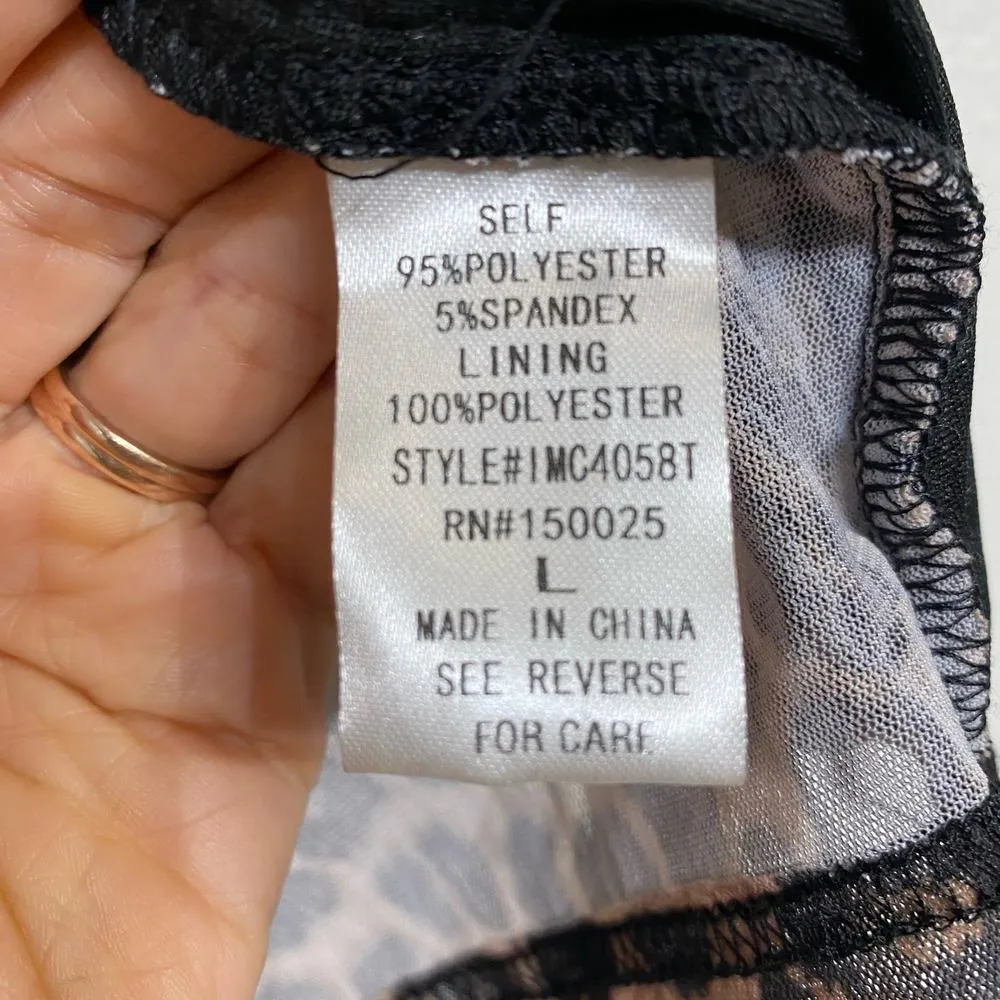 SELF
95%POLYESTER
5%SPANDEX
LINING
100%POLYESTER
STYLE#IMC4058T
RN#150025
L
MADE IN CHINA
SEE REVERSE
FOR CARE